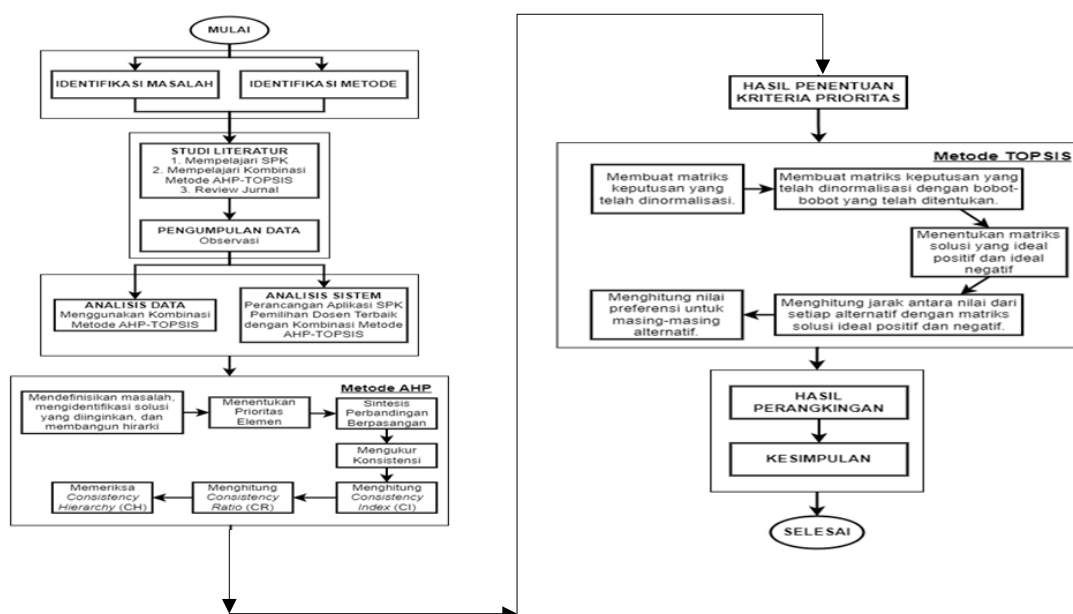 MULAI
IDENTIFIKASI MASALAH
IDENTIFIKASI METODE
STUDI LITERATUR
1. Mempelajari SPK
2. Mempelajari Kombinasi
Metode AHP-TOPSIS
3. Review Jurnal
PENGUMPULAN DATA
Observasi
ANALISIS DATA
Menggunakan Kombinasi
Metode AHP-TOPSIS
ANALISIS SISTEM
Perancangan Aplikasi SPK
Pemilihan Dosen Terbaik
dengan Kombinasi Metode
AHP-TOPSIS
Metode AHP
Mendefinisikan masalah,
mengidentifikasi solusi
yang diinginkan, dan
membangun hirarki
Menentukan
Prioritas
Elemen
Sintesis
Perbandingan
Berpasangan
Mengukur
Konsistensi
Menghitung
Consistency
Index (CI)
Menghitung
Consistency
Ratio (CR)
Memeriksa
Consistency
Hierarchy (CH)
HASIL PENENTUAN
KRITERIA PRIORITAS
Metode TOPSIS
Membuat matriks
keputusan yang
telah dinormalisasi.
Membuat matriks keputusan yang
telah dinormalisasi dengan bobot-
bobot yang telah ditentukan.
Menentukan matriks
solusi yang ideal
positif dan ideal
negatif
Menghitung jarak antara nilai dari
setiap alternatif dengan matriks
solusi ideal positif dan negatif.
Menghitung nilai
preferensi untuk
masing-masing
alternatif.
HASIL
PERANGKINGAN
KESIMPULAN
SELESAI